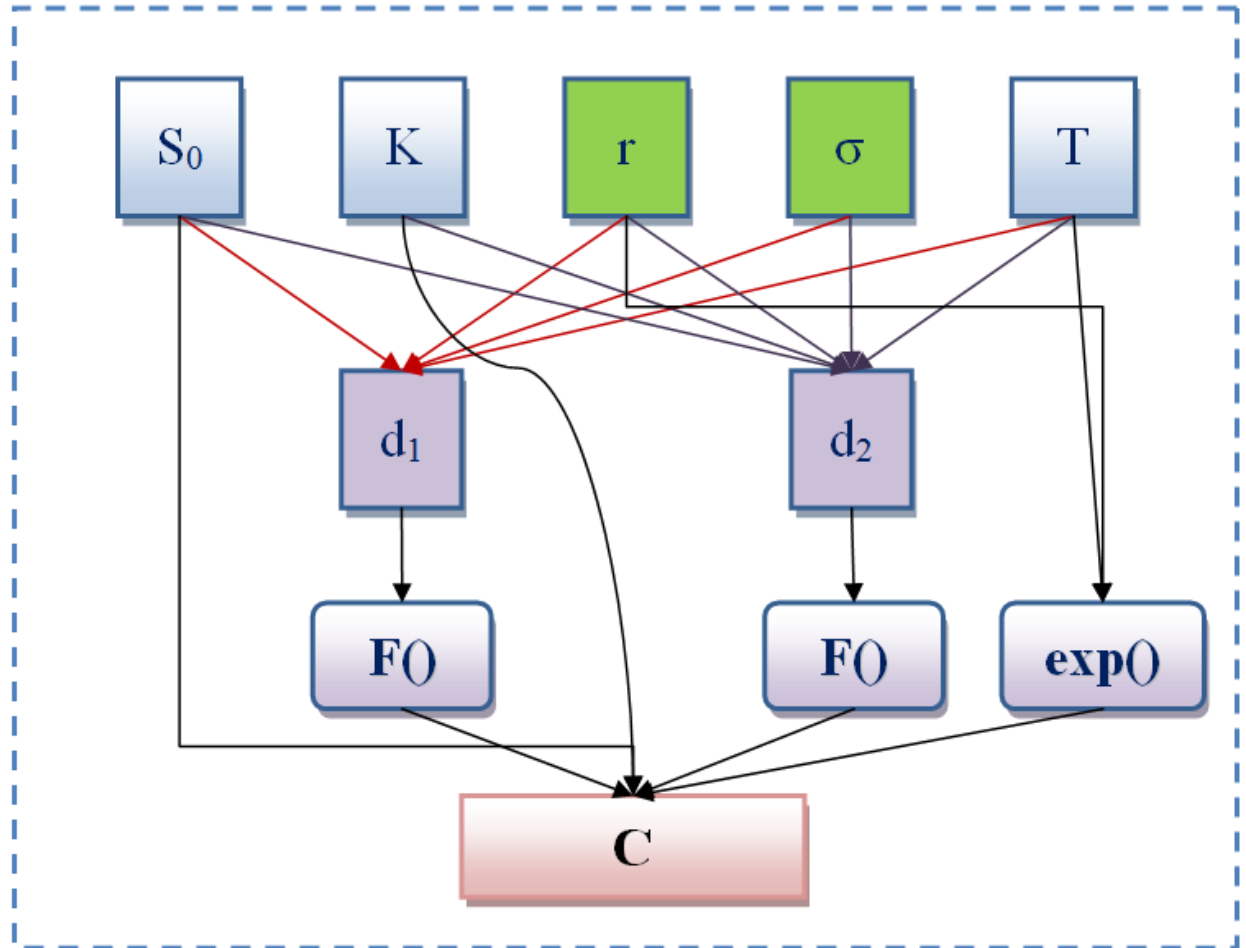 S₀ K r σ T
d₁ d₂
F() F() exp()
C